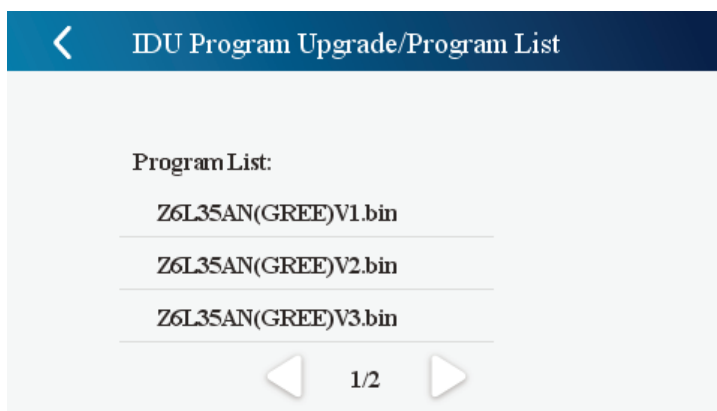 IDU Program Upgrade/Program List
Program List:
Z6L35AN(GREE)V1.bin
Z6L35AN(GREE)V2.bin
Z6L35AN(GREE)V3.bin
1/2